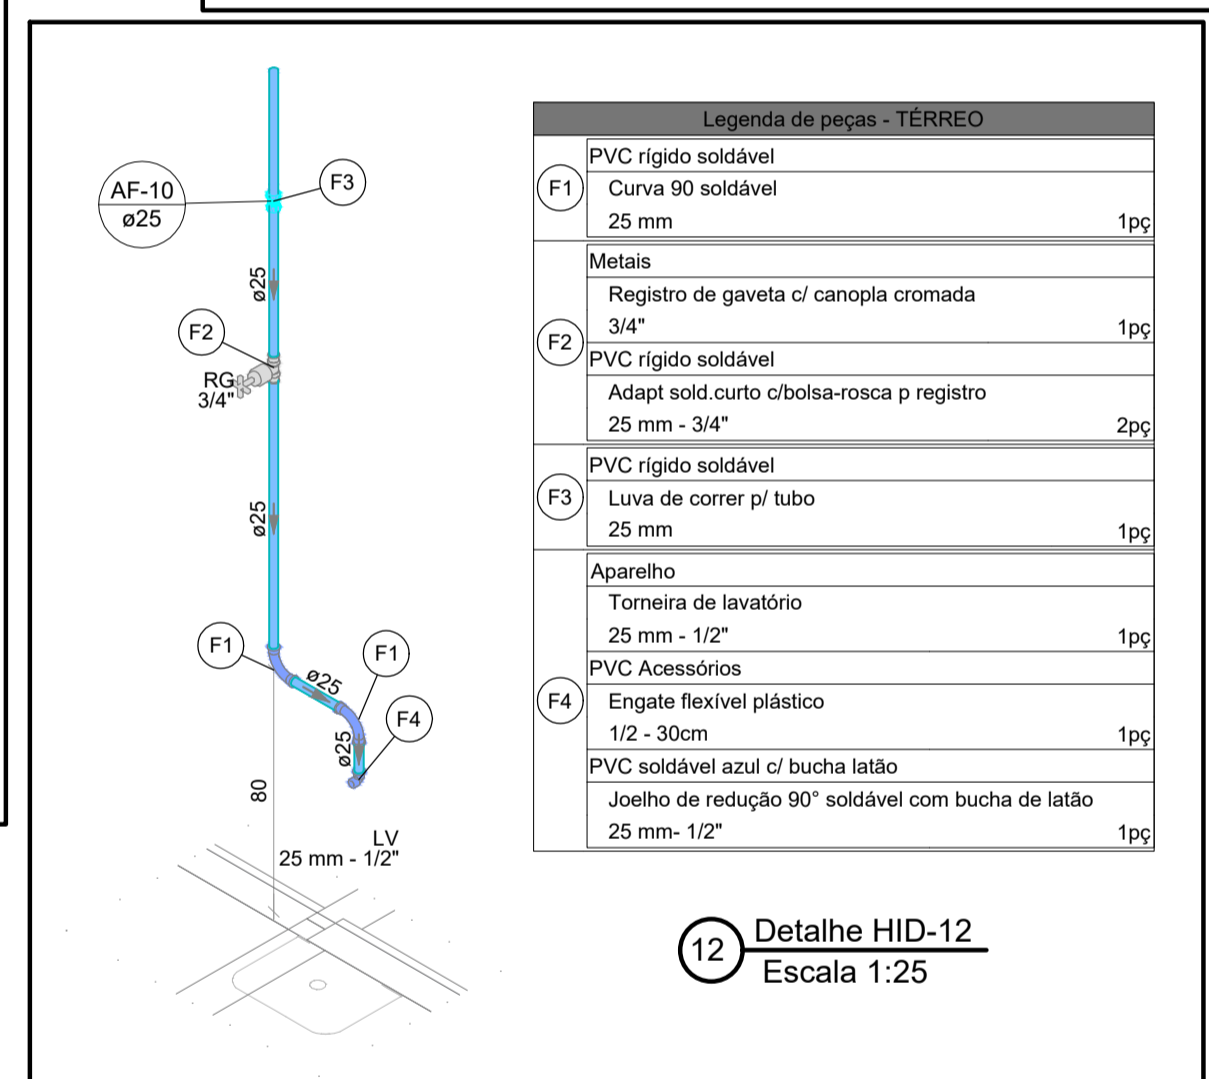 AF-10
ø25
F3
ø25
F2
RG
3/4"
ø25
F1
ø25
F1
F4
ø25
80
LV
25 mm - 1/2"
Legenda de peças - TÉRREO
F1
PVC rígido soldável
Curva 90 soldável
25 mm 1pç
F2
Metais
Registro de gaveta c/ canopla cromada
3/4" 1pç
PVC rígido soldável
Adapt sold.curto c/bolsa-rosca p registro
25 mm - 3/4" 2pç
F3
PVC rígido soldável
Luva de correr p/ tubo
25 mm 1pç
F4
Aparelho
Torneira de lavatório
25 mm - 1/2" 1pç
PVC Acessórios
Engate flexível plástico
1/2 - 30cm 1pç
PVC soldável azul c/ bucha latão
Joelho de redução 90° soldável com bucha de latão
25 mm- 1/2" 1pç
12
Detalhe HID-12
Escala 1:25